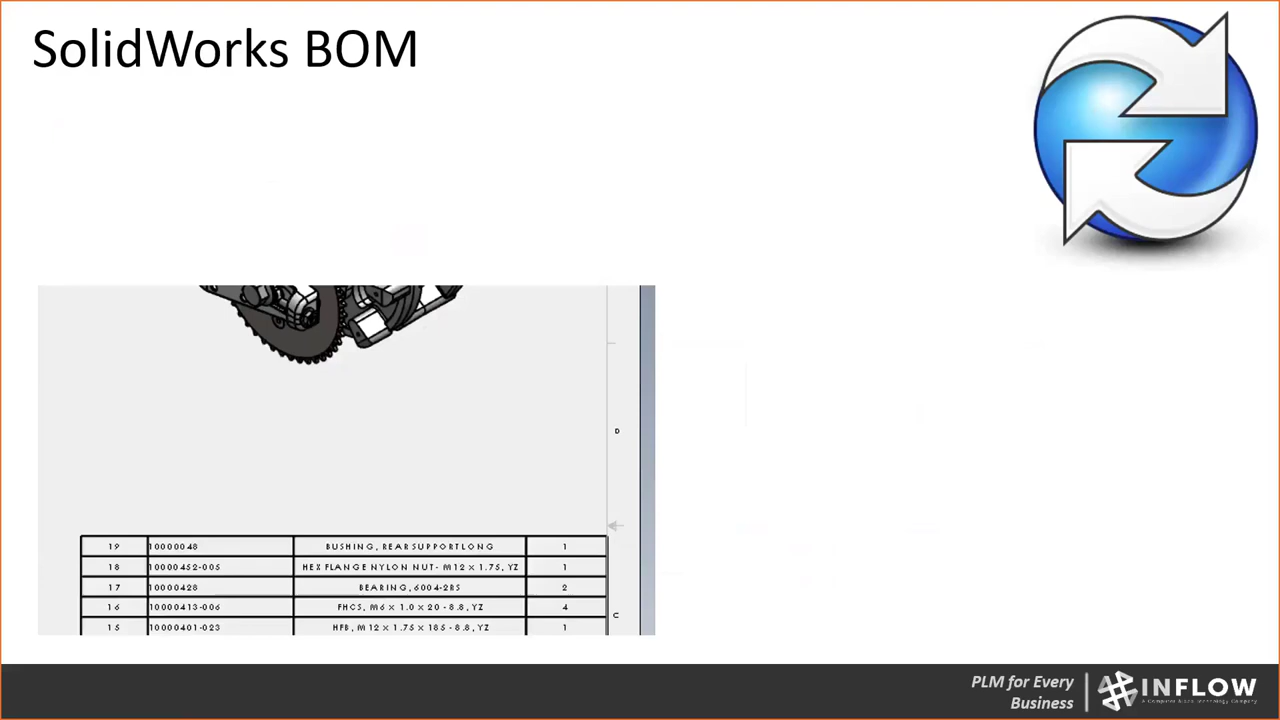 SolidWorks BOM
D
19 10000048 BUSHING, REAR SUPPORT LONG 1
18 10000452-005 HEX FLANGE NYLON NUT - M12 x 1.75, YZ 1
17 10000428 BEARING, 6004-2RS 2
16 10000413-006 FHCS, M6 x 1.0 x 20 - 8.8, YZ 4
C
15 10000401-023 HFB, M12 x 1.75 x 185 - 8.8, YZ 1
PLM for Every
Business
INFLOW